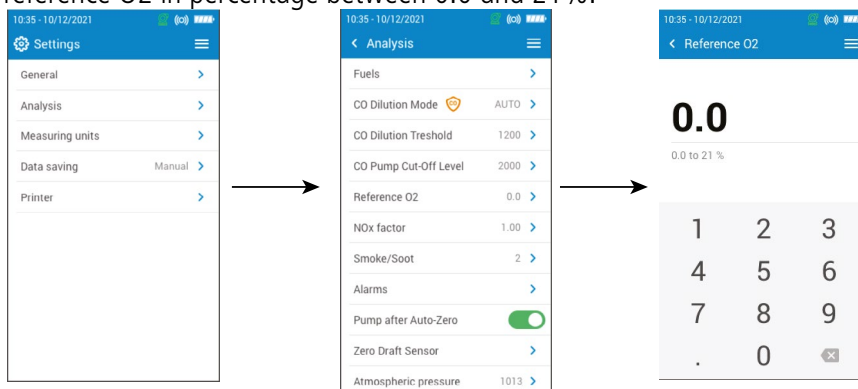 reference O2 in percentage between 0.0 and 21 %.
10:35 - 10/12/2021
Settings
General
Analysis
Measuring units
Data saving Manual
Printer
10:35 - 10/12/2021
Analysis
Fuels
CO Dilution Mode CO AUTO
CO Dilution Treshold 1200
CO Pump Cut-Off Level 2000
Reference O2 0.0
NOx factor 1.00
Smoke/Soot 2
Alarms
Pump after Auto-Zero
Zero Draft Sensor
Atmospheric pressure 1013
10:35 - 10/12/2021
Reference O2
0.0
0.0 to 21 %
1 2 3
4 5 6
7 8 9
. 0